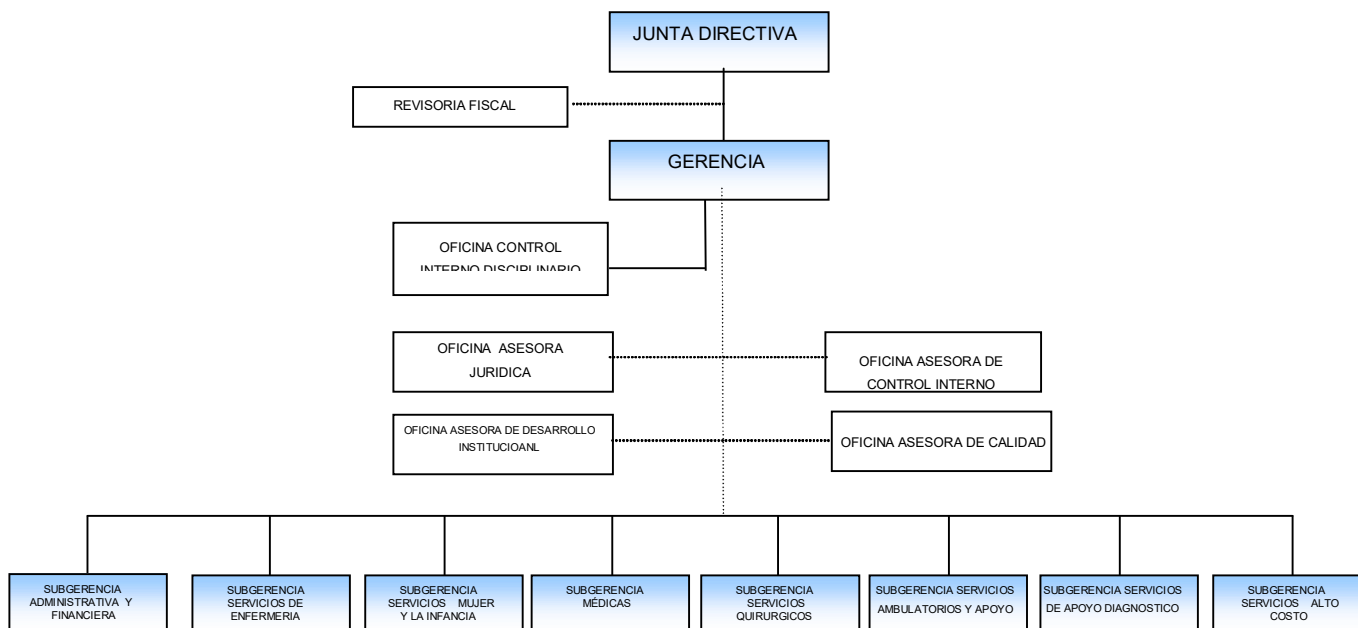 JUNTA DIRECTIVA
REVISORIA FISCAL
GERENCIA
OFICINA CONTROL
INTERNO DISCIPLINARIO
OFICINA ASESORA
JURIDICA
OFICINA ASESORA DE
CONTROL INTERNO
OFICINA ASESORA DE DESARROLLO
INSTITUCIOANL
OFICINA ASESORA DE CALIDAD
SUBGERENCIA
ADMINISTRATIVA Y
FINANCIERA
SUBGERENCIA
SERVICIOS DE
ENFERMERIA
SUBGERENCIA
SERVICIOS MUJER
Y LA INFANCIA
SUBGERENCIA
MÉDICAS
SUBGERENCIA
SERVICIOS
QUIRURGICOS
SUBGERENCIA SERVICIOS
AMBULATORIOS Y APOYO
SUBGERENCIA SERVICIOS
DE APOYO DIAGNOSTICO
SUBGERENCIA
SERVICIOS ALTO
COSTO